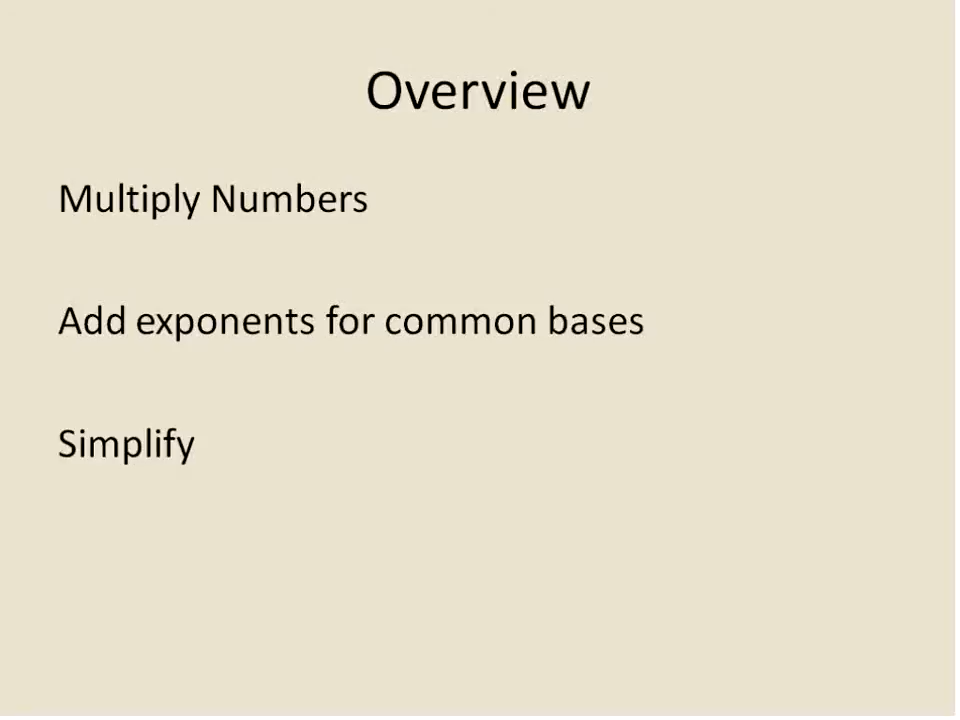 Overview
Multiply Numbers
Add exponents for common bases
Simplify